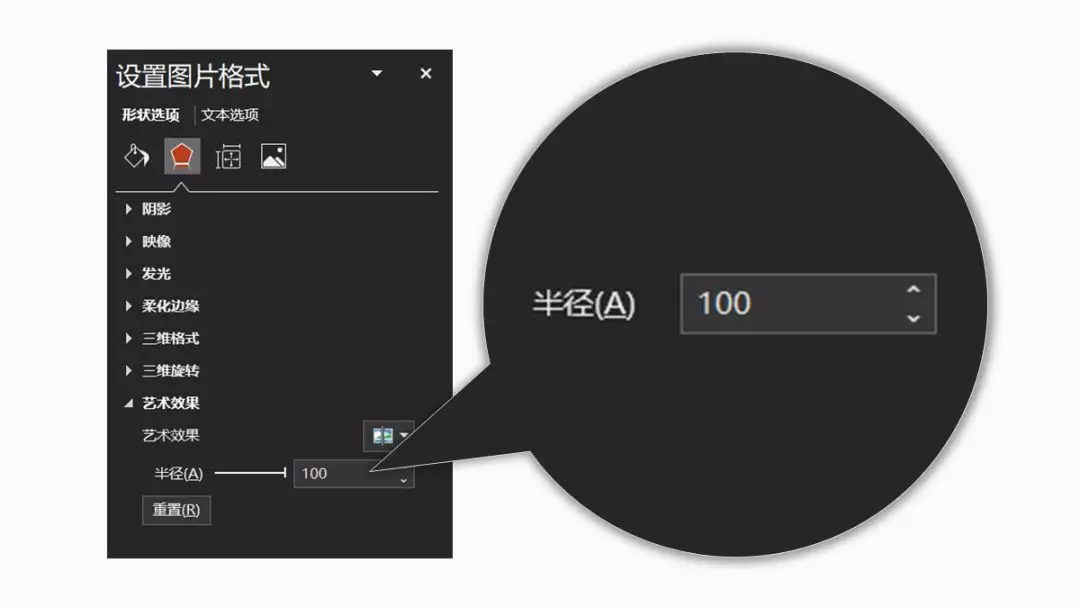 设置图片格式
形状选项 文本选项
阴影
映像
发光
柔化边缘
三维格式
三维旋转
艺术效果
艺术效果
半径(A) 100
重置(R)
半径(A) 100